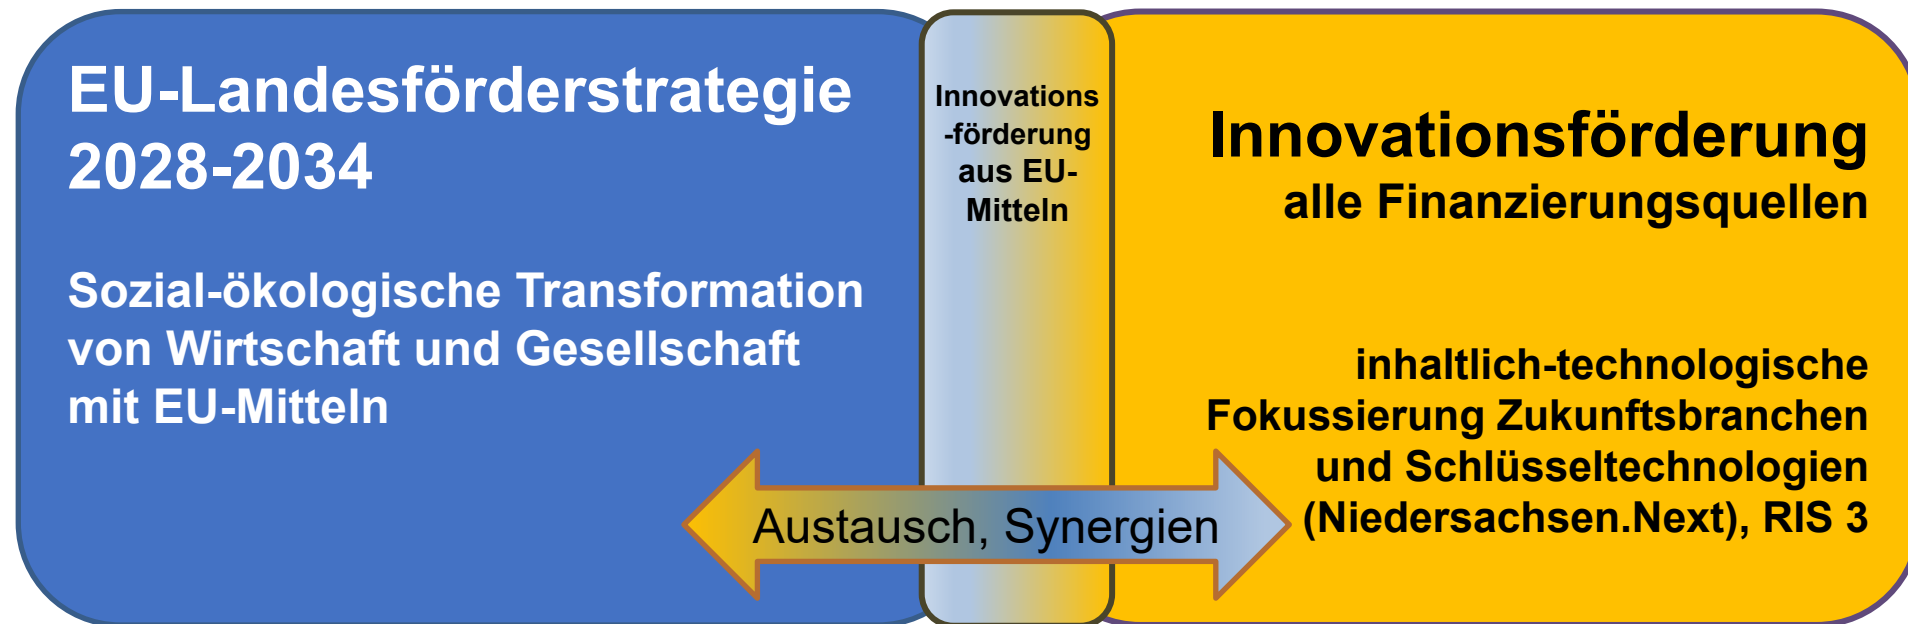 EU-Landesförderstrategie
2028-2034
Sozial-ökologische Transformation
von Wirtschaft und Gesellschaft
mit EU-Mitteln
Innovations
-förderung
aus EU-
Mitteln
Innovationsförderung
alle Finanzierungsquellen
inhaltlich-technologische
Fokussierung Zukunftsbranchen
und Schlüsseltechnologien
(Niedersachsen.Next), RIS 3
Austausch, Synergien